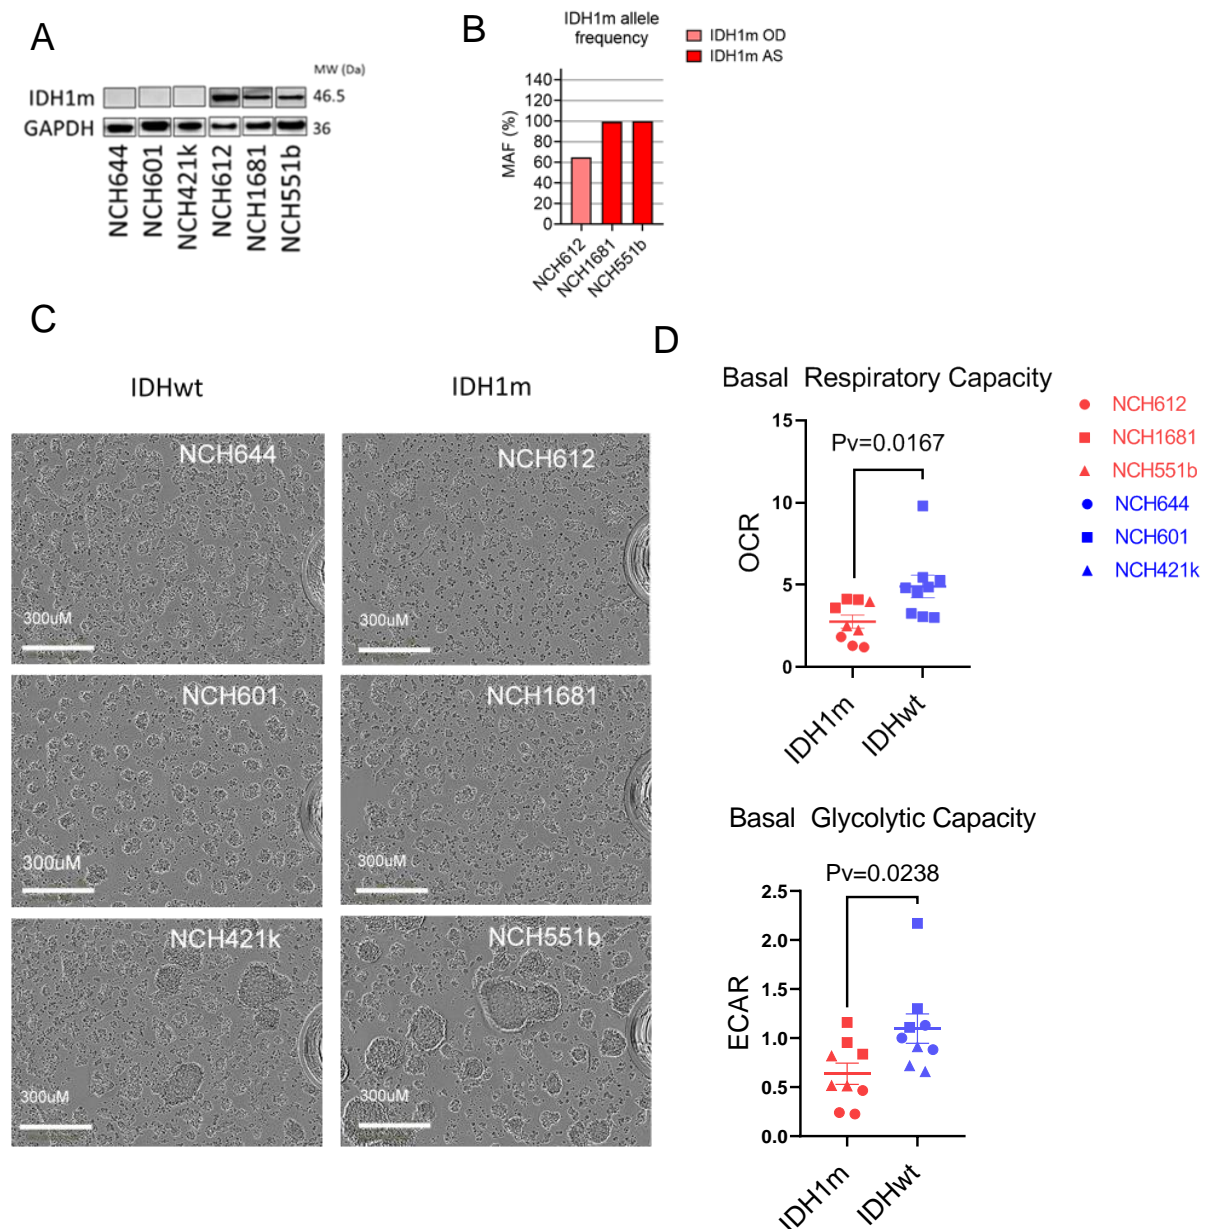 A
MW (Da)
IDH1m
46.5
GAPDH
36
NCH644
NCH601
NCH421k
NCH612
NCH1681
NCH551b
B
IDH1m allele
frequency
IDH1m OD
IDH1m AS
MAF (%)
140
120
100
80
60
40
20
0
NCH612
NCH1681
NCH551b
C
IDHwt
IDH1m
NCH644
300uM
NCH612
300uM
NCH601
300uM
NCH1681
300uM
NCH421k
300uM
NCH551b
300uM
D
Basal Respiratory Capacity
Pv=0.0167
OCR
15
10
5
0
IDH1m
IDHwt
NCH612
NCH1681
NCH551b
NCH644
NCH601
NCH421k
Basal Glycolytic Capacity
Pv=0.0238
ECAR
2.5
2.0
1.5
1.0
0.5
0.0
IDH1m
IDHwt